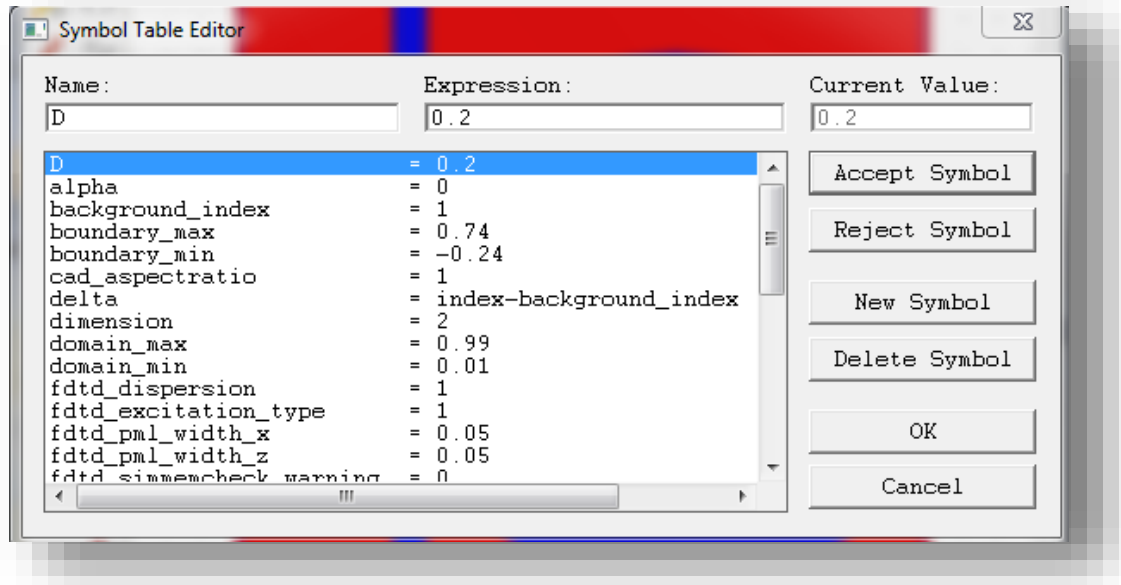 Symbol Table Editor
Name: Expression: Current Value:
D 0.2 0.2
D = 0.2
alpha = 0
background_index = 1
boundary_max = 0.74
boundary_min = -0.24
cad_aspectratio = 1
delta = index-background_index
dimension = 2
domain_max = 0.99
domain_min = 0.01
fdtd_dispersion = 1
fdtd_excitation_type = 1
fdtd_pml_width_x = 0.05
fdtd_pml_width_z = 0.05
fdtd_simmemcheck_warning = 0
Accept Symbol
Reject Symbol
New Symbol
Delete Symbol
OK
Cancel